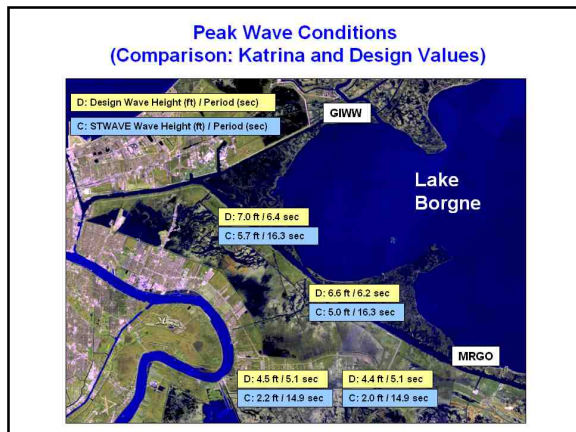 Peak Wave Conditions
(Comparison: Katrina and Design Values)
D: Design Wave Height (ft) / Period (sec)
C: STWAVE Wave Height (ft) / Period (sec)
GIWW
Lake
Borgne
D: 7.0 ft / 6.4 sec
C: 5.7 ft / 16.3 sec
D: 6.6 ft / 6.2 sec
C: 5.0 ft / 16.3 sec
MRGO
D: 4.5 ft / 5.1 sec
C: 2.2 ft / 14.9 sec
D: 4.4 ft / 5.1 sec
C: 2.0 ft / 14.9 sec